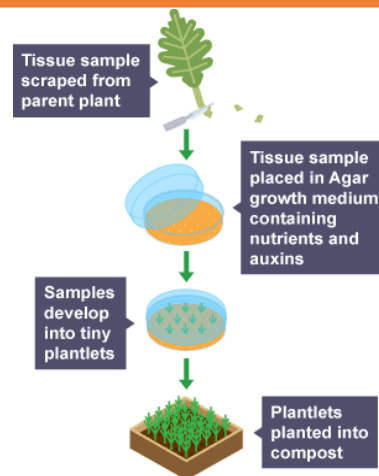 Tissue sample
scraped from
parent plant
Tissue sample
placed in Agar
growth medium
containing
nutrients and
auxins
Samples
develop
into tiny
plantlets
Plantlets
planted into
compost